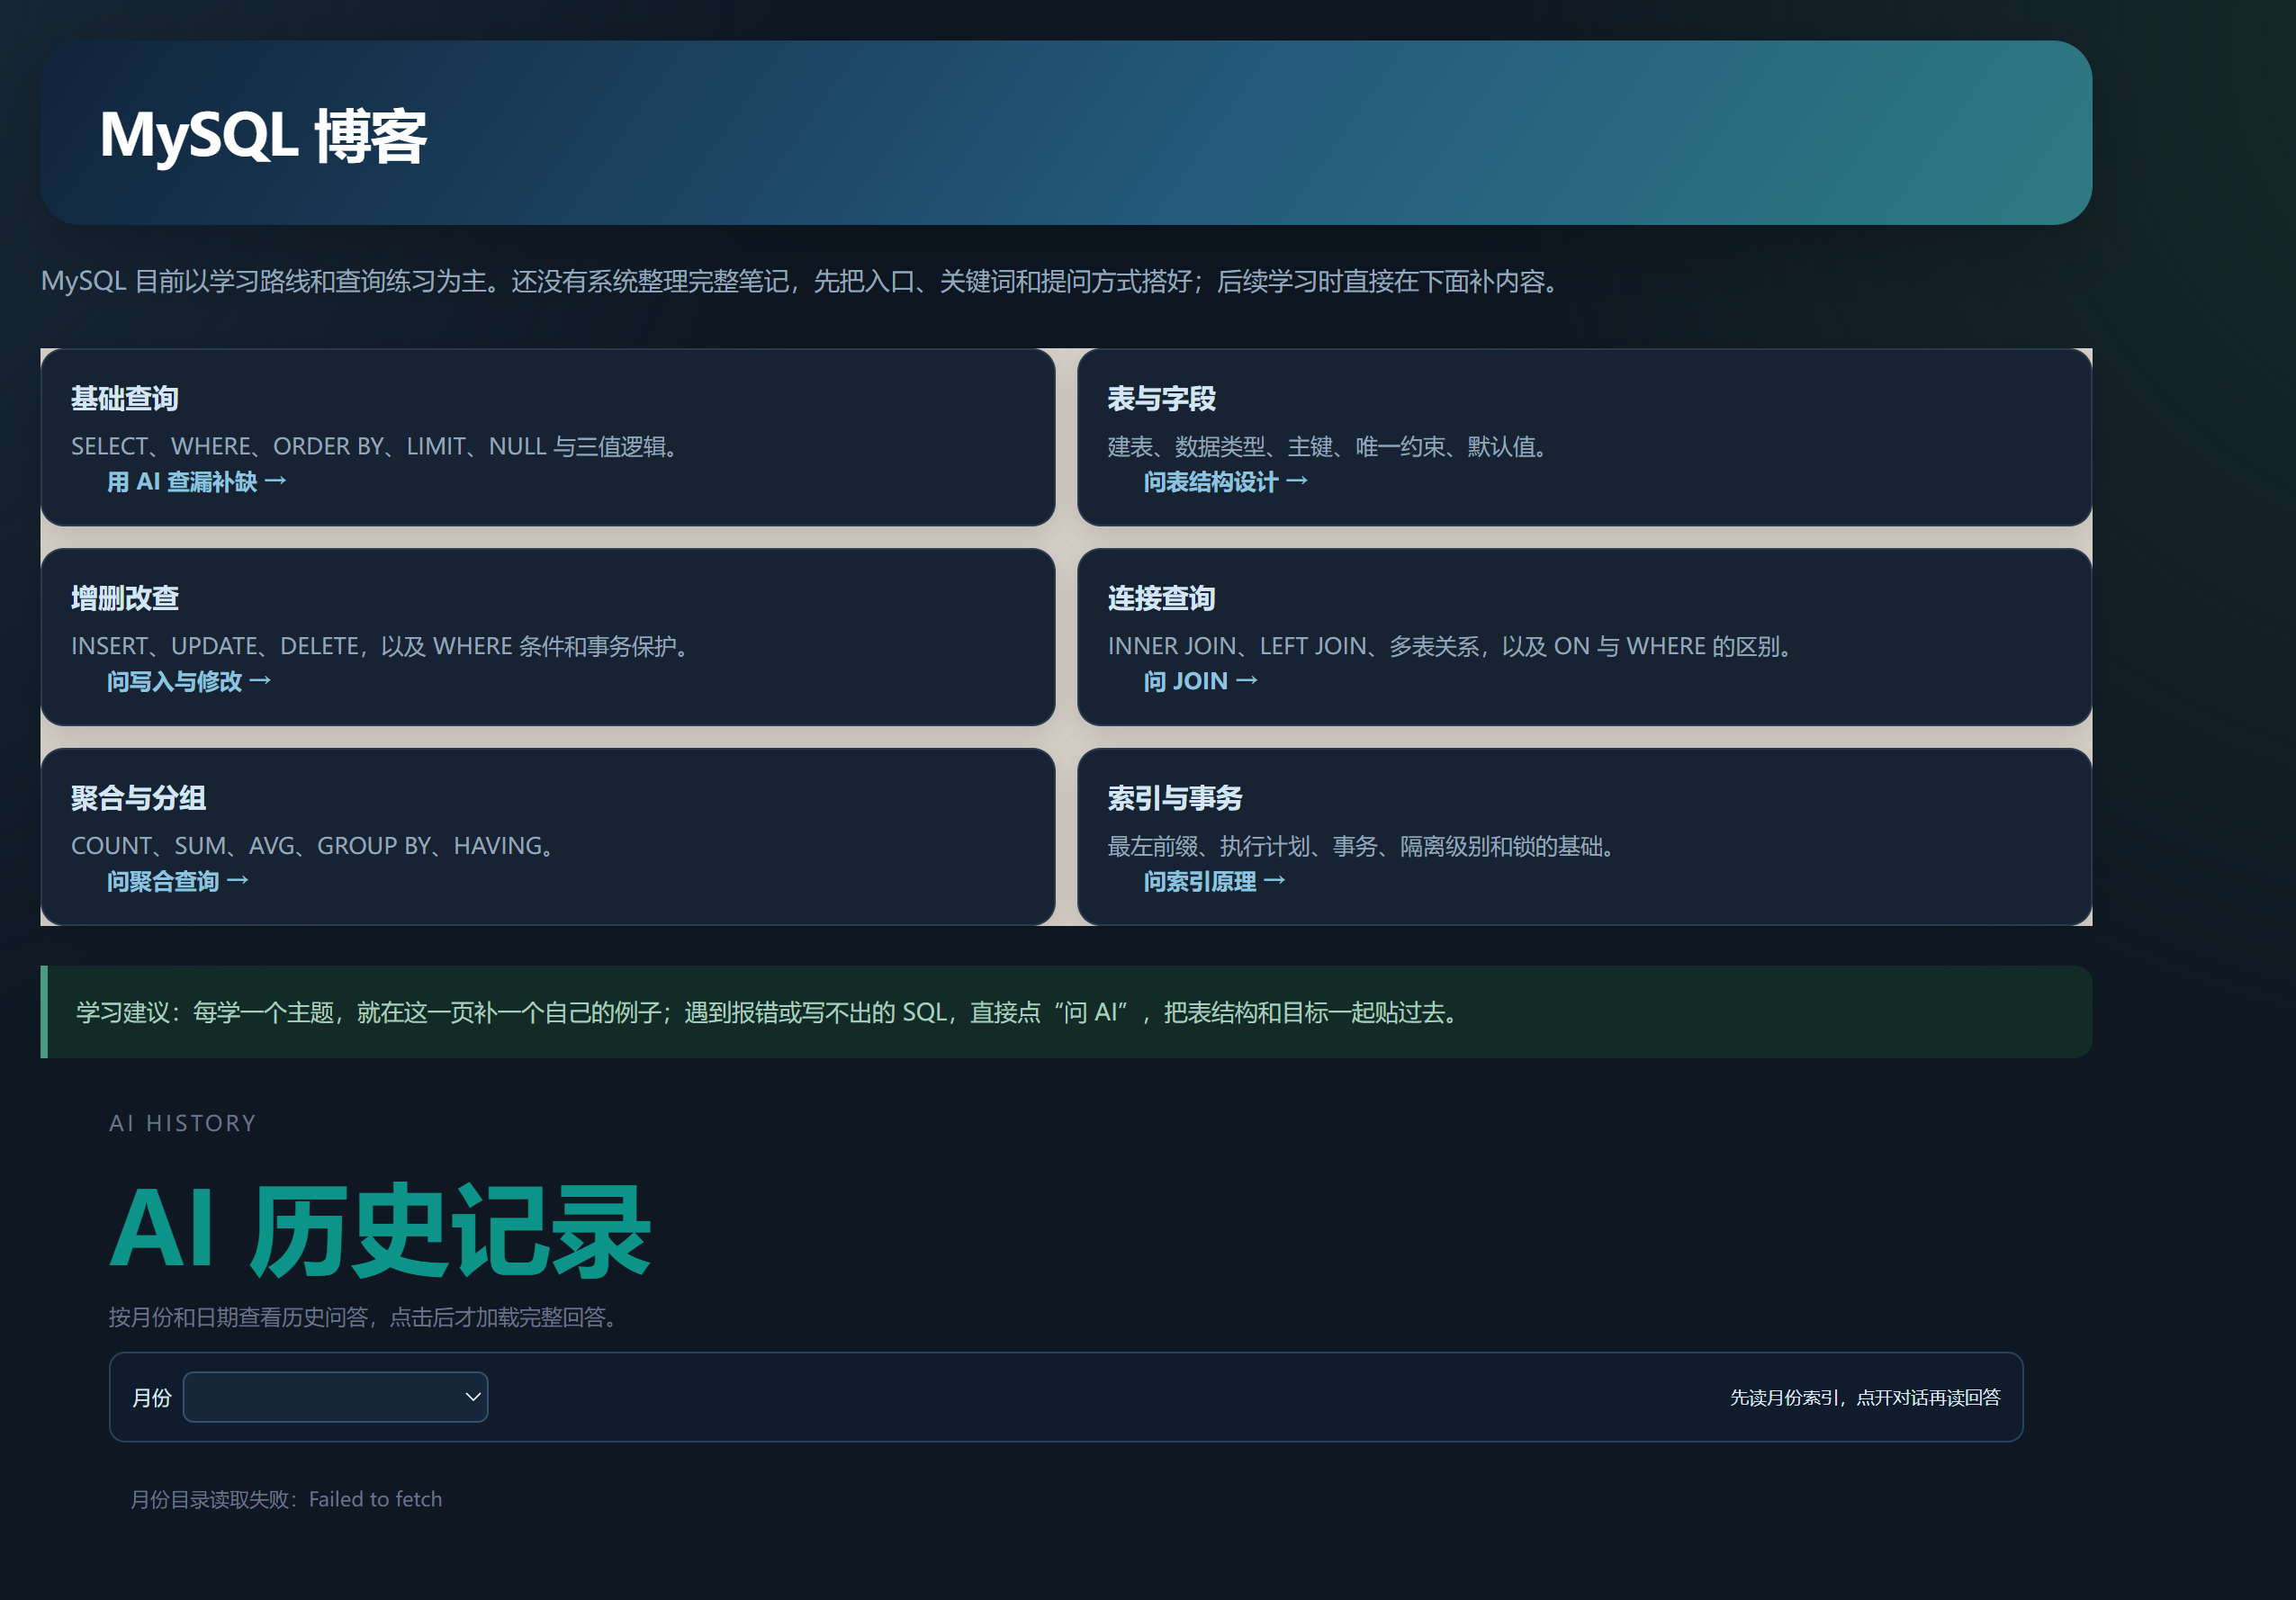 MySQL 博客
MySQL 目前以学习路线和查询练习为主。还没有系统整理完整笔记，先把入口、关键词和提问方式搭好；后续学习时直接在下面补内容。
基础查询
SELECT、WHERE、ORDER BY、LIMIT、NULL 与三值逻辑。
用 AI 查漏补缺 →
表与字段
建表、数据类型、主键、唯一约束、默认值。
问表结构设计 →
增删改查
INSERT、UPDATE、DELETE，以及 WHERE 条件和事务保护。
问写入与修改 →
连接查询
INNER JOIN、LEFT JOIN、多表关系，以及 ON 与 WHERE 的区别。
问 JOIN →
聚合与分组
COUNT、SUM、AVG、GROUP BY、HAVING。
问聚合查询 →
索引与事务
最左前缀、执行计划、事务、隔离级别和锁的基础。
问索引原理 →
学习建议：每学一个主题，就在这一页补一个自己的例子；遇到报错或写不出的 SQL，直接点“问 AI”，把表结构和目标一起贴过去。
AI HISTORY
AI 历史记录
按月份和日期查看历史问答，点击后才加载完整回答。
月份
先读月份索引，点开对话再读回答
月份目录读取失败：Failed to fetch